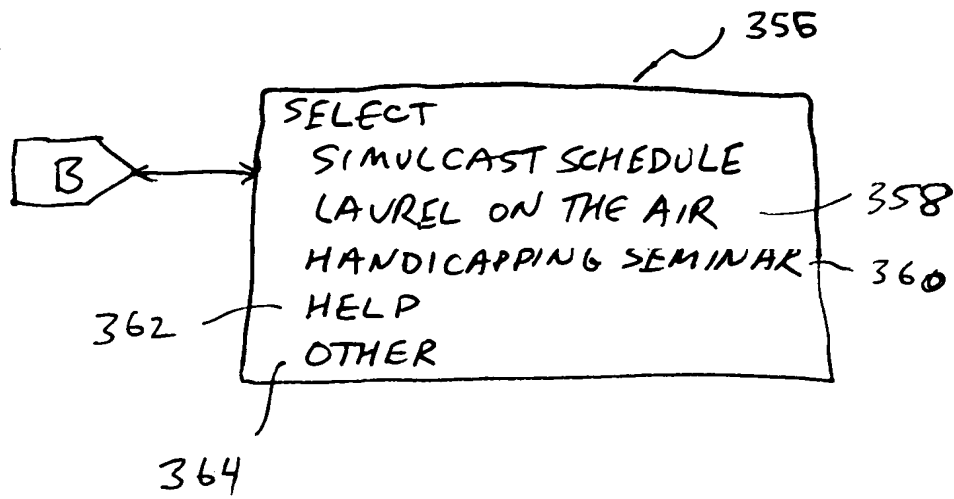 356
SELECT
SIMULCAST SCHEDULE
B
LAUREL ON THE AIR
358
HANDICAPPING SEMINAR
360
362
HELP
OTHER
364